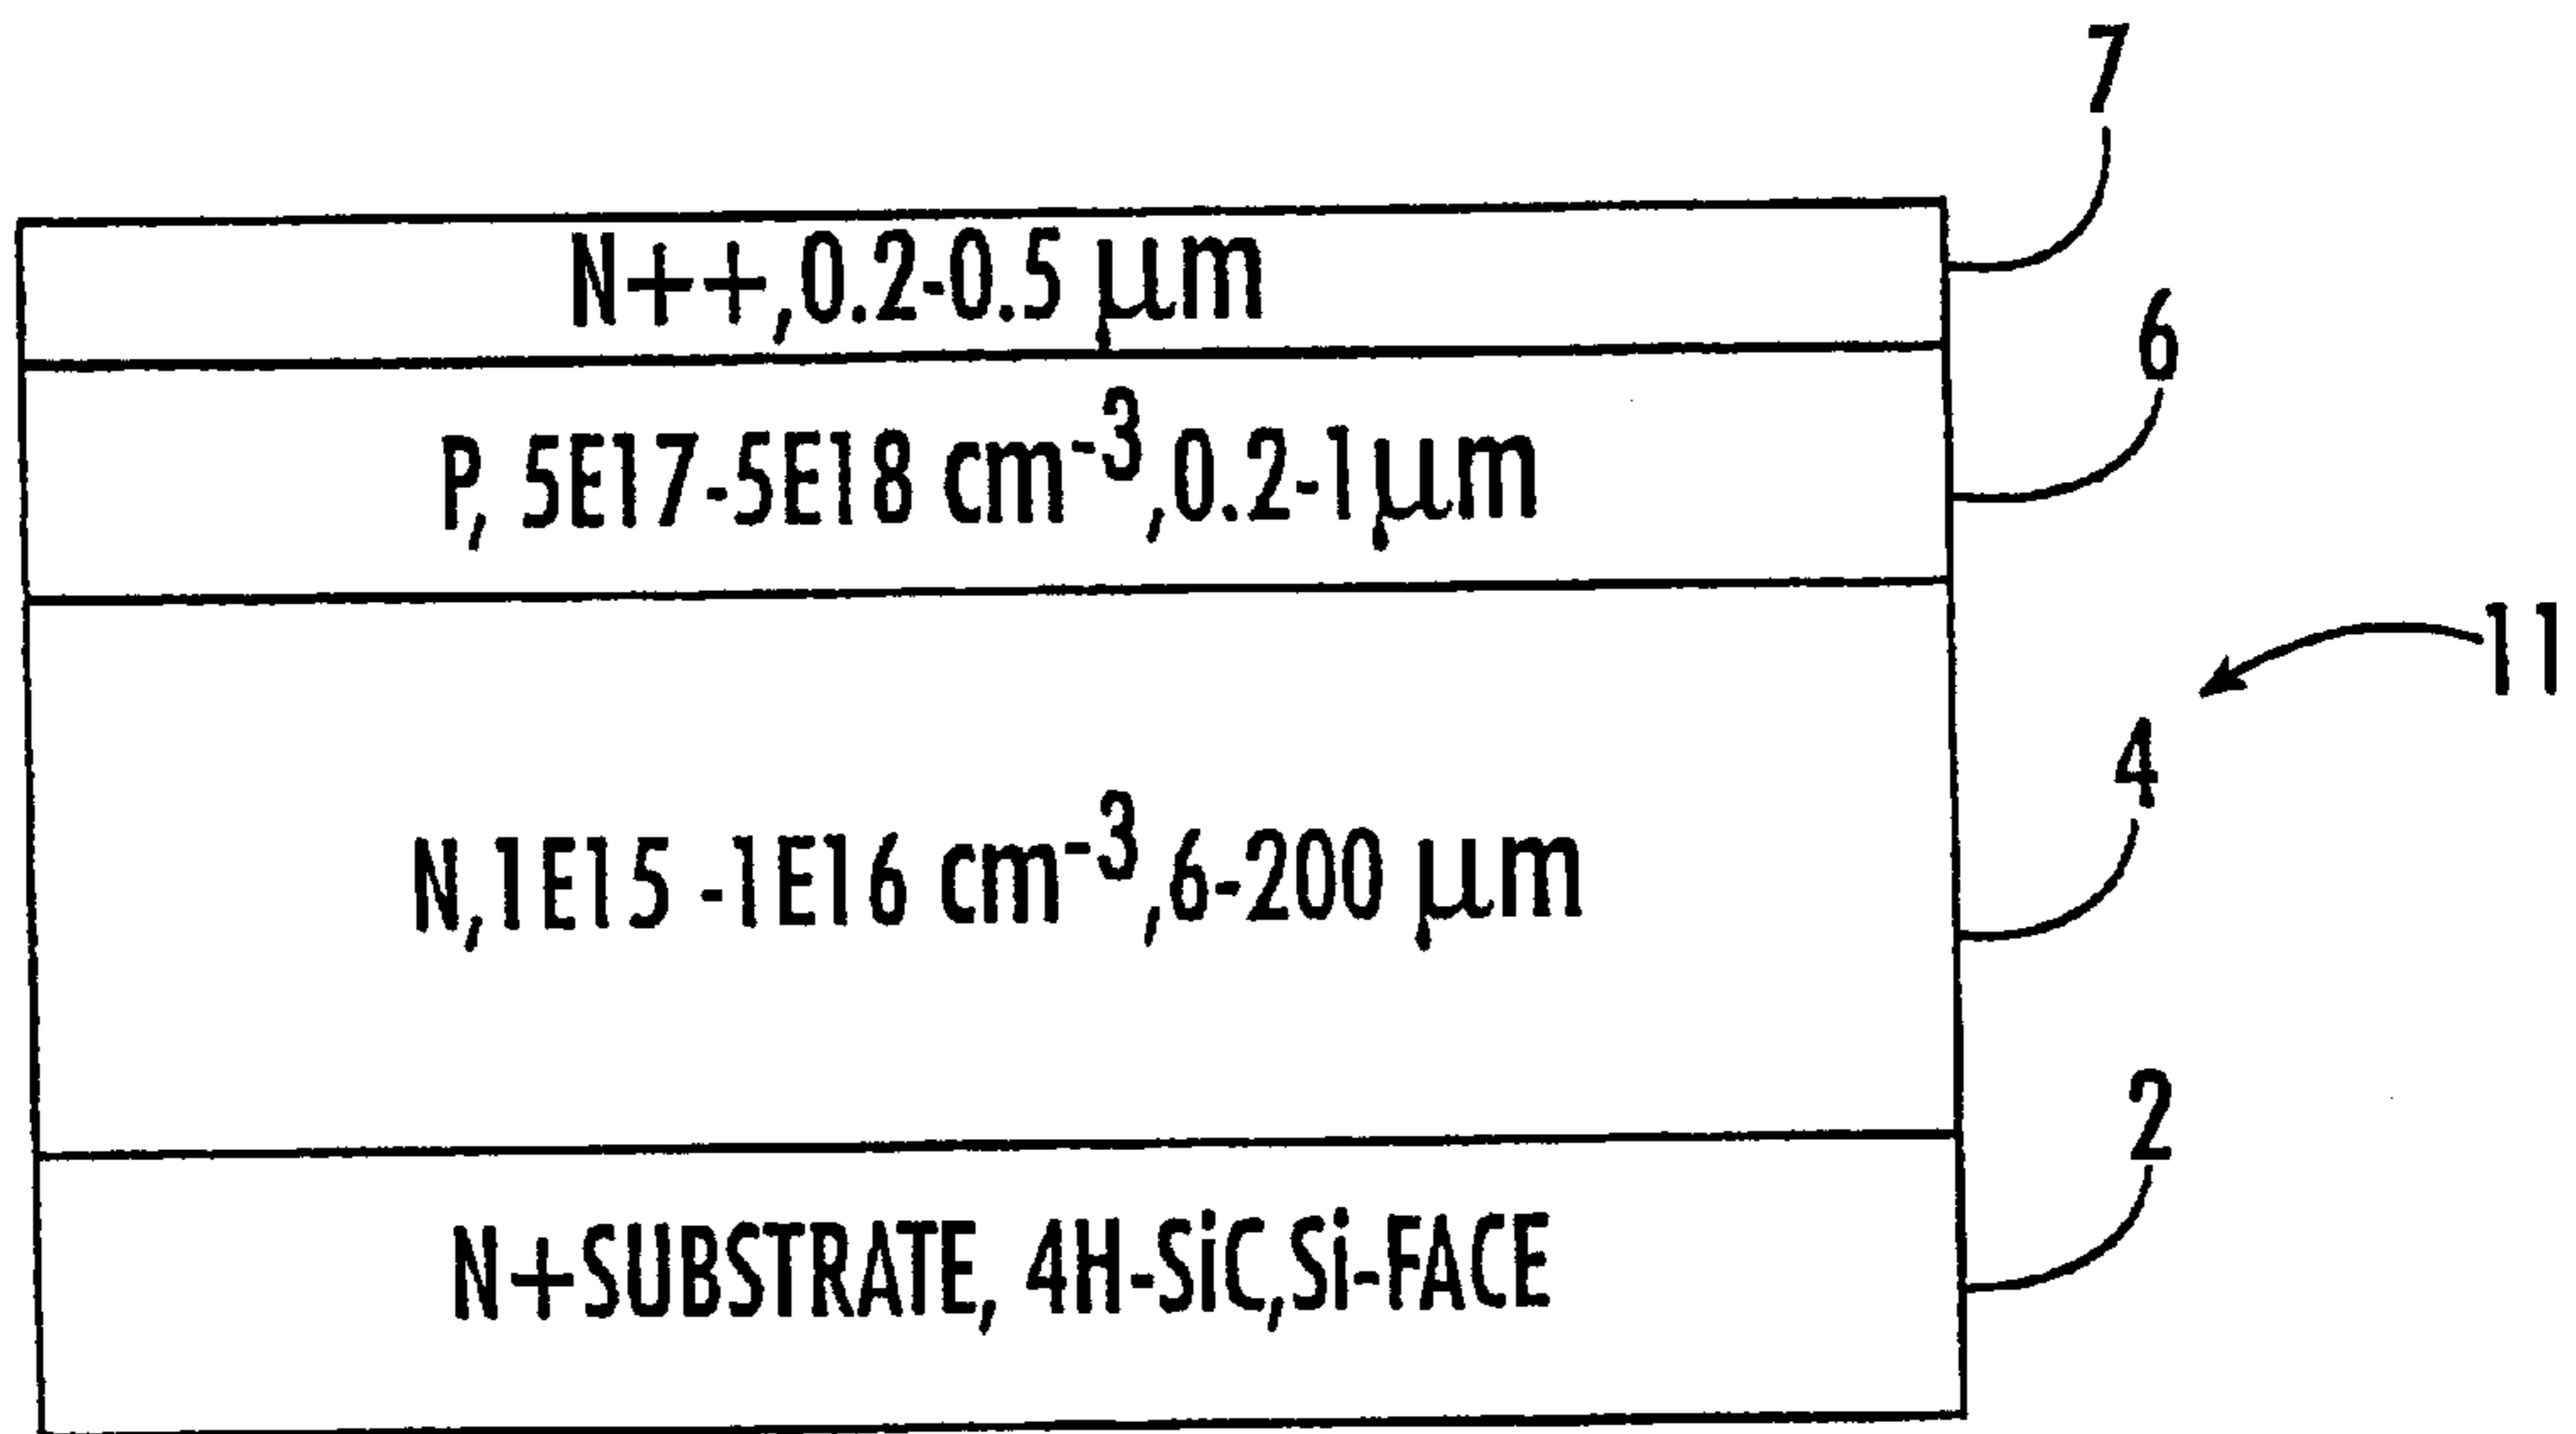 7
N++,0.2-0.5 μm
6
P, 5E17-5E18 cm-3,0.2-1μm
11
4
N,1E15 -1E16 cm-3,6-200 μm
2
N+SUBSTRATE, 4H-SiC,Si-FACE